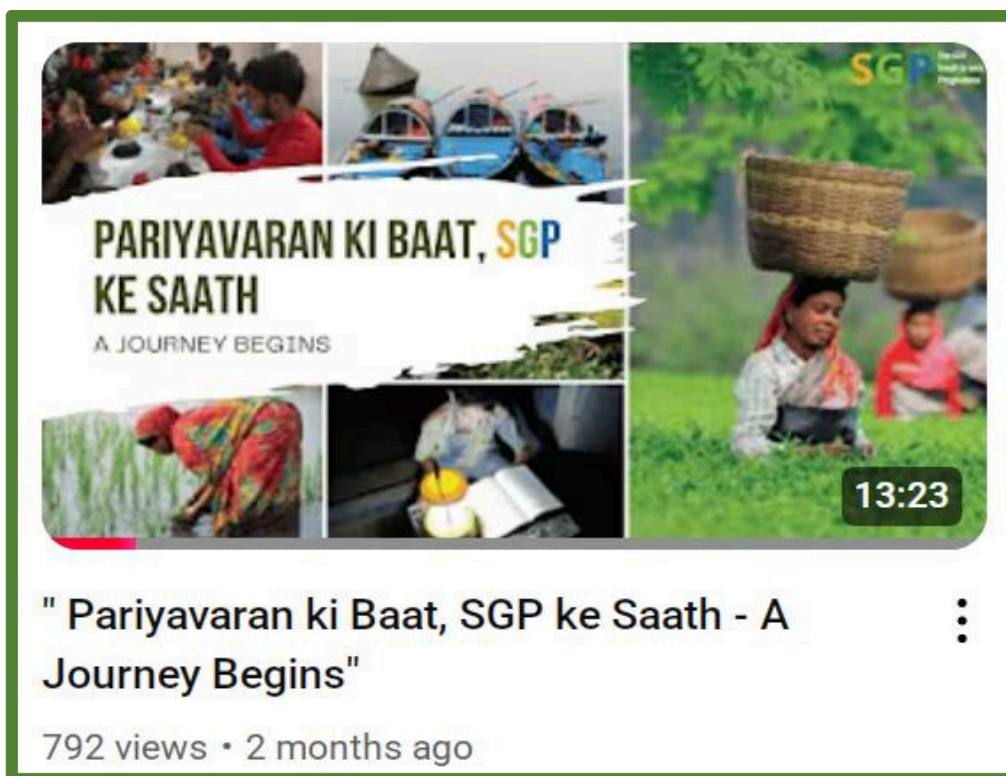 SGP
PARIYAVARAN KI BAAT, SGP
KE SAATH
A JOURNEY BEGINS
13:23
" Pariyavaran ki Baat, SGP ke Saath - A
Journey Begins"
792 views • 2 months ago